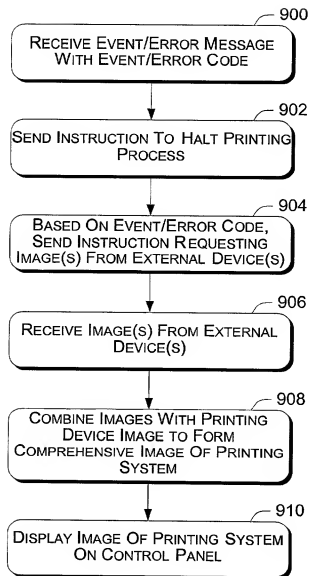 900
RECEIVE EVENT/ERROR MESSAGE
WITH EVENT/ERROR CODE
902
SEND INSTRUCTION TO HALT PRINTING
PROCESS
904
BASED ON EVENT/ERROR CODE,
SEND INSTRUCTION REQUESTING
IMAGE(S) FROM EXTERNAL DEVICE(S)
906
RECEIVE IMAGE(S) FROM EXTERNAL
DEVICE(S)
908
COMBINE IMAGES WITH PRINTING
DEVICE IMAGE TO FORM
COMPREHENSIVE IMAGE OF PRINTING
SYSTEM
910
DISPLAY IMAGE OF PRINTING SYSTEM
ON CONTROL PANEL